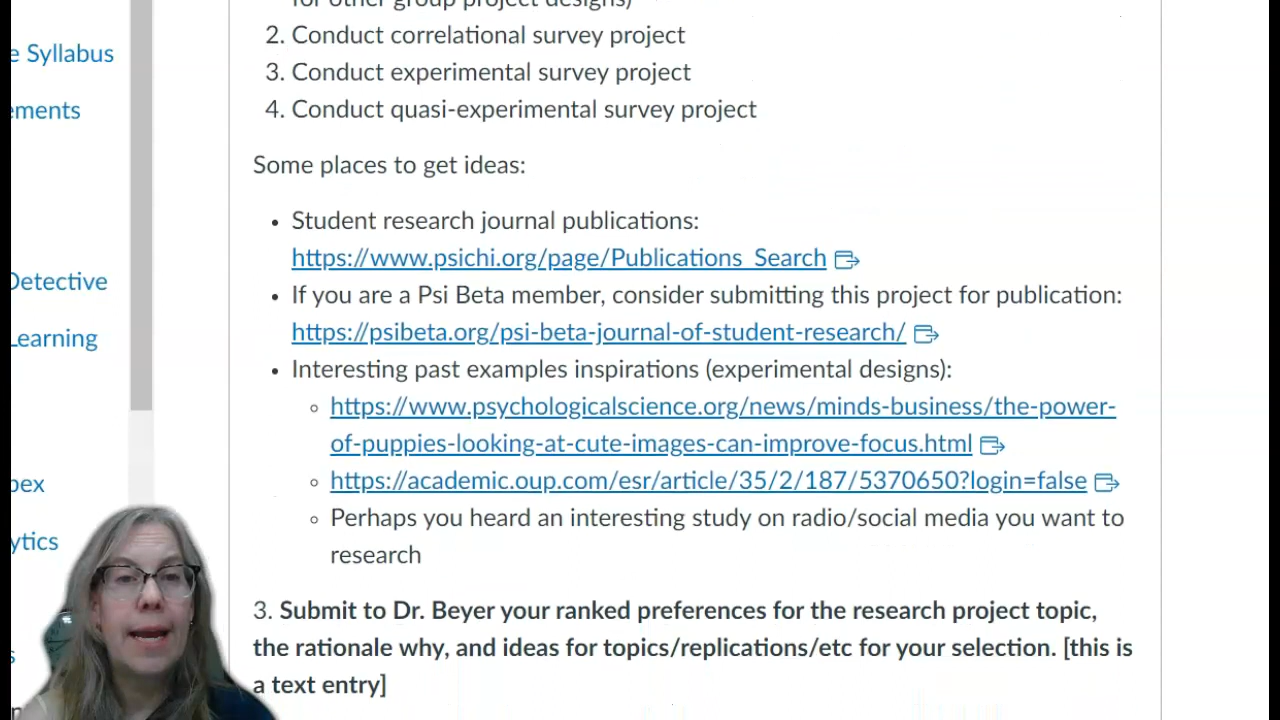 for other group project designs)
e Syllabus
2. Conduct correlational survey project
3. Conduct experimental survey project
ements
4. Conduct quasi-experimental survey project
Some places to get ideas:
• Student research journal publications:
https://www.psichi.org/page/Publications_Search
Detective
• If you are a Psi Beta member, consider submitting this project for publication:
https://psibeta.org/psi-beta-journal-of-student-research/
Learning
• Interesting past examples inspirations (experimental designs):
◦ https://www.psychologicalscience.org/news/minds-business/the-power-
of-puppies-looking-at-cute-images-can-improve-focus.html
◦ https://academic.oup.com/esr/article/35/2/187/5370650?login=false
pex
◦ Perhaps you heard an interesting study on radio/social media you want to
ytics
research
3. Submit to Dr. Beyer your ranked preferences for the research project topic,
the rationale why, and ideas for topics/replications/etc for your selection. [this is
s
a text entry]